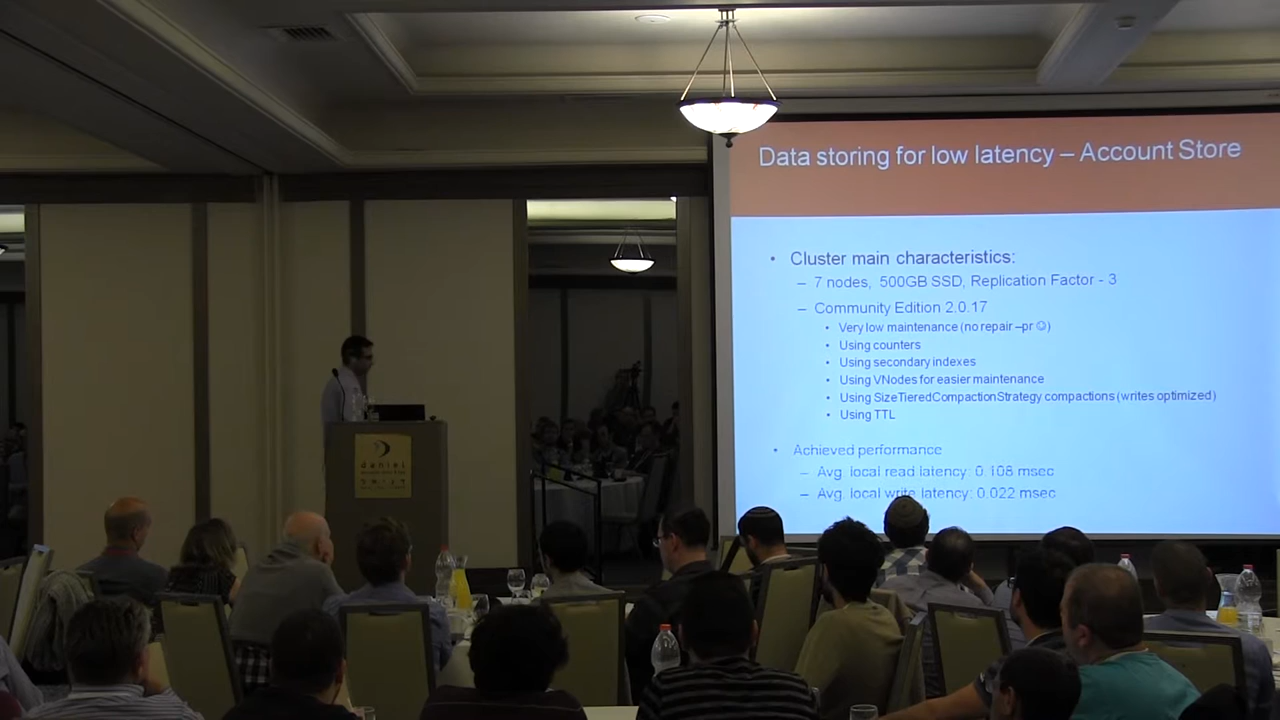 Data storing for low latency – Account Store
• Cluster main characteristics:
– 7 nodes, 500GB SSD, Replication Factor - 3
– Community Edition 2.0.17
• Very low maintenance (no repair –pr ☺)
• Using counters
• Using secondary indexes
• Using VNodes for easier maintenance
• Using SizeTieredCompactionStrategy compactions (writes optimized)
• Using TTL
• Achieved performance
– Avg. local read latency: 0.108 msec
– Avg. local write latency: 0.022 msec
daniel